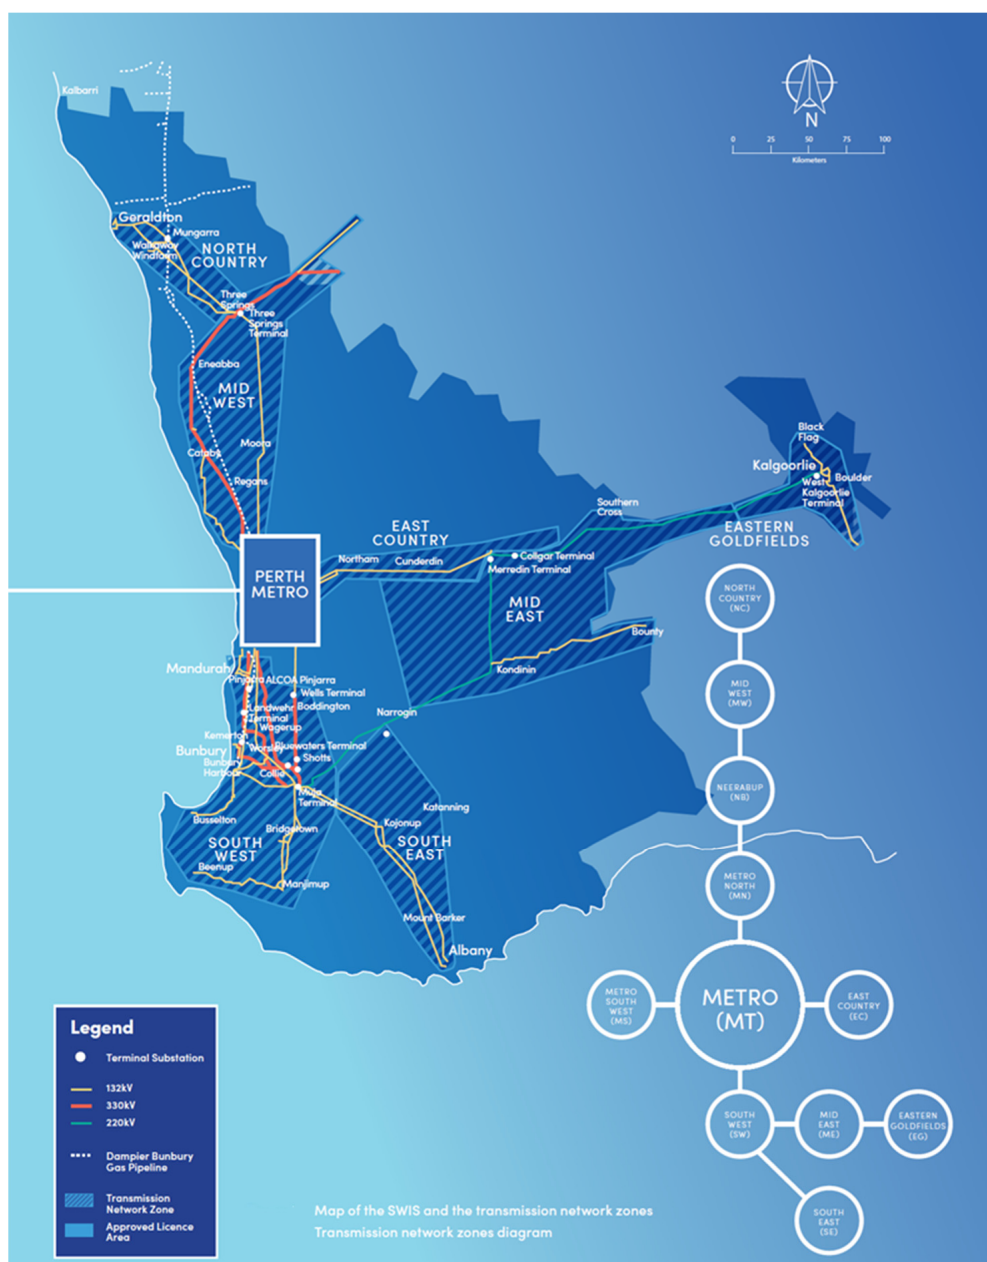 Kalbarri
N
0 25 50 75 100
Kilometers
Geraldton
Mungarra
Walkaway
Windfarm
NORTH
COUNTRY
Three
Springs
Three
Springs
Terminal
Eneabba
MID
WEST
Moora
Cataby
Regans
Black
Flag
Kalgoorlie
Boulder
West
Kalgoorlie
Terminal
Southern
Cross
EASTERN
GOLDFIELDS
EAST
COUNTRY
Northam
Cunderdin
Collgar Terminal
Merredin Terminal
PERTH
METRO
MID
EAST
Bounty
Kondinin
Mandurah
Pinjarra
ALCOA Pinjarra
Wells Terminal
Boddington
Landwehr
Terminal
Wagerup
Narrogin
Kemerton
Bunbury
Worsley
Bluewaters Terminal
Bunbury
Harbour
Shotts
Collie
Muja
Terminal
Busselton
Bridgetown
Katanning
Kojonup
SOUTH
WEST
SOUTH
EAST
Beenup
Manjimup
Mount Barker
Albany
NORTH
COUNTRY
(NC)
MID
WEST
(MW)
NEERABUP
(NB)
METRO
NORTH
(MN)
METRO
SOUTH
WEST
(MS)
METRO
(MT)
EAST
COUNTRY
(EC)
SOUTH
WEST
(SW)
MID
EAST
(ME)
EASTERN
GOLDFIELDS
(EG)
SOUTH
EAST
(SE)
Legend
Terminal Substation
132kV
330kV
220kV
Dampier Bunbury
Gas Pipeline
Transmission
Network Zone
Approved Licence
Area
Map of the SWIS and the transmission network zones
Transmission network zones diagram